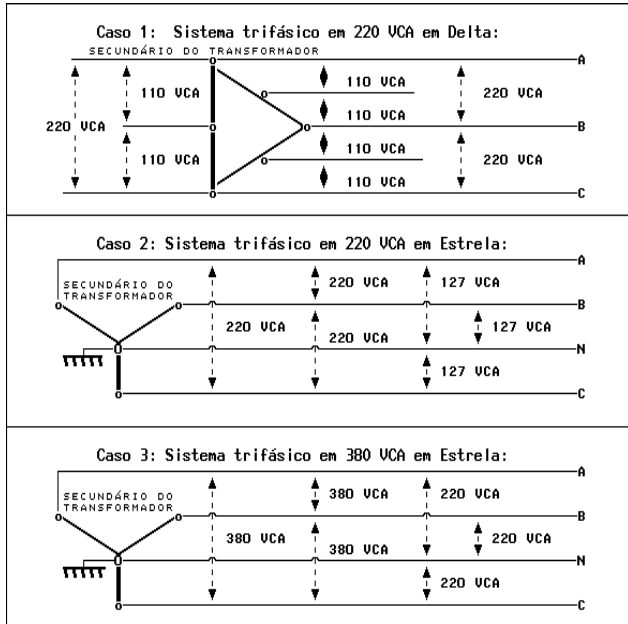 Caso 1: Sistema trifásico em 220 VCA em Delta:
SECUNDÁRIO DO TRANSFORMADOR
A
110 VCA
110 VCA
220 VCA
220 VCA
110 VCA
B
110 VCA
110 VCA
220 VCA
110 VCA
C
Caso 2: Sistema trifásico em 220 VCA em Estrela:
A
SECUNDÁRIO DO
TRANSFORMADOR
220 VCA
127 VCA
B
220 VCA
220 VCA
127 VCA
N
127 VCA
C
Caso 3: Sistema trifásico em 380 VCA em Estrela:
A
SECUNDÁRIO DO
TRANSFORMADOR
380 VCA
220 VCA
B
380 VCA
380 VCA
220 VCA
N
220 VCA
C